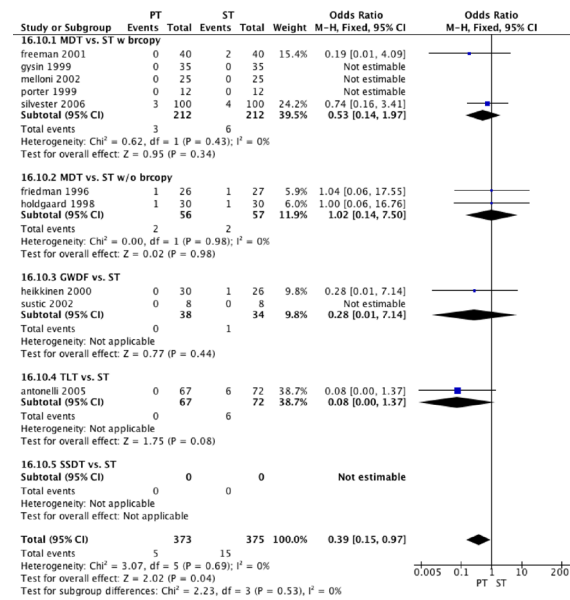 PT ST Odds Ratio Odds Ratio
Study or Subgroup Events Total Events Total Weight M-H, Fixed, 95% CI M-H, Fixed, 95% CI
16.10.1 MDT vs. ST w brcopy
freeman 2001 0 40 2 40 15.4% 0.19 [0.01, 4.09]
gysin 1999 0 35 0 35 Not estimable
melloni 2002 0 25 0 25 Not estimable
porter 1999 0 12 0 12 Not estimable
silvester 2006 3 100 4 100 24.2% 0.74 [0.16, 3.41]
Subtotal (95% CI) 212 212 39.5% 0.53 [0.14, 1.97]
Total events 3 6
Heterogeneity: Chi² = 0.62, df = 1 (P = 0.43); I² = 0%
Test for overall effect: Z = 0.95 (P = 0.34)
16.10.2 MDT vs. ST w/o brcopy
friedman 1996 1 26 1 27 5.9% 1.04 [0.06, 17.55]
holdgaard 1998 1 30 1 30 6.0% 1.00 [0.06, 16.76]
Subtotal (95% CI) 56 57 11.9% 1.02 [0.14, 7.50]
Total events 2 2
Heterogeneity: Chi² = 0.00, df = 1 (P = 0.98); I² = 0%
Test for overall effect: Z = 0.02 (P = 0.98)
16.10.3 GWDF vs. ST
heikkinen 2000 0 30 1 26 9.8% 0.28 [0.01, 7.14]
sustic 2002 0 8 0 8 Not estimable
Subtotal (95% CI) 38 34 9.8% 0.28 [0.01, 7.14]
Total events 0 1
Heterogeneity: Not applicable
Test for overall effect: Z = 0.77 (P = 0.44)
16.10.4 TLT vs. ST
antonelli 2005 0 67 6 72 38.7% 0.08 [0.00, 1.37]
Subtotal (95% CI) 67 72 38.7% 0.08 [0.00, 1.37]
Total events 0 6
Heterogeneity: Not applicable
Test for overall effect: Z = 1.75 (P = 0.08)
16.10.5 SSDT vs. ST
Subtotal (95% CI) 0 0 Not estimable
Total events 0 0
Heterogeneity: Not applicable
Test for overall effect: Not applicable
Total (95% CI) 373 375 100.0% 0.39 [0.15, 0.97]
Total events 5 15
Heterogeneity: Chi² = 3.07, df = 5 (P = 0.69); I² = 0%
Test for overall effect: Z = 2.02 (P = 0.04)
Test for subgroup differences: Chi² = 2.23, df = 3 (P = 0.53), I² = 0%
0.005 0.1 1 10 200
PT ST